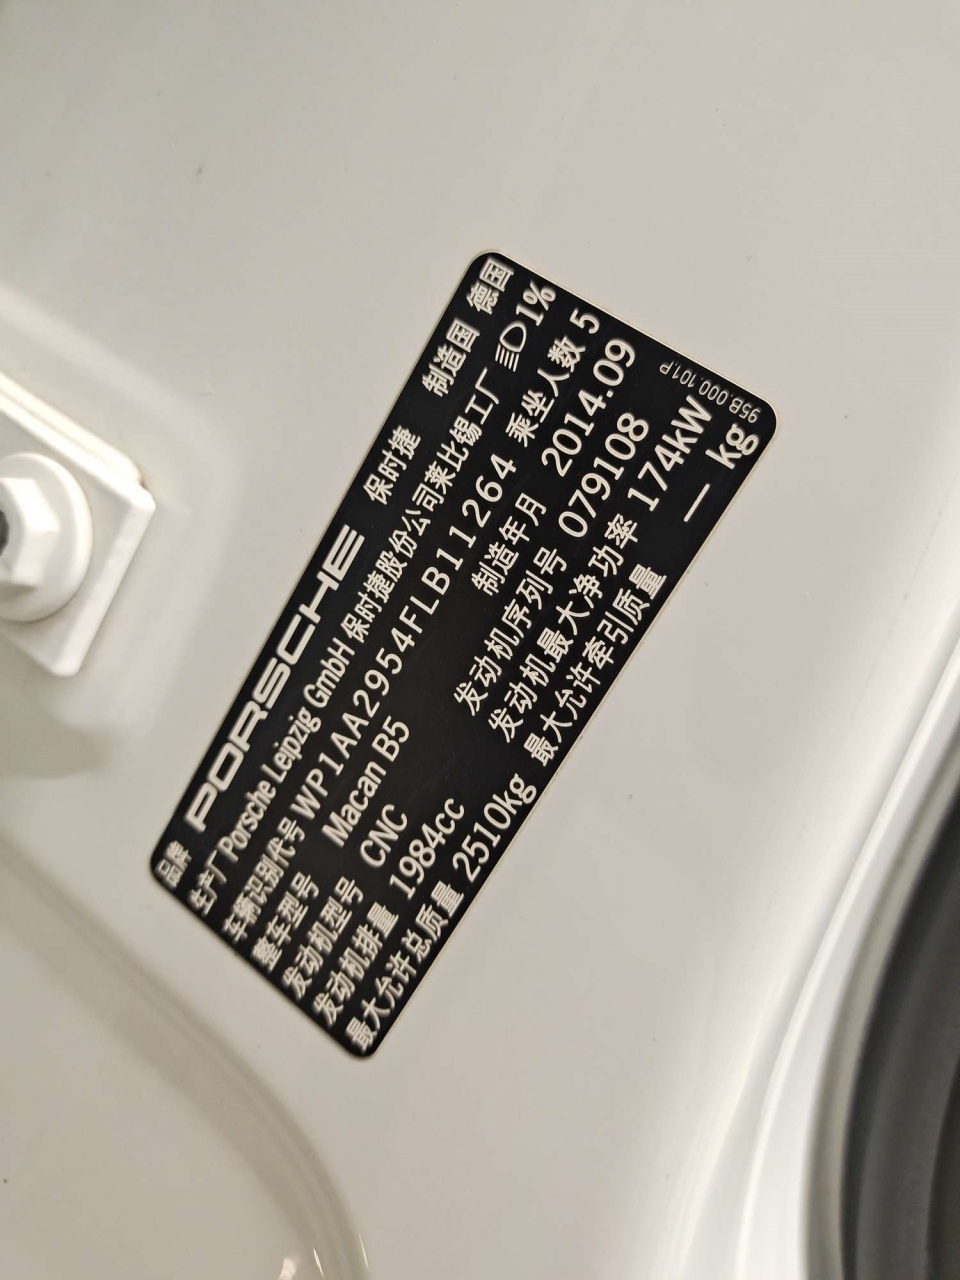 品牌 PORSCHE 保时捷 制造国 德国
生产厂 Porsche Leipzig GmbH 保时捷股份公司莱比锡工厂 1%
车辆识别代号 WP1AA2954FLB11264 乘坐人数 5
整车型号 Macan B5 制造年月 2014.09
发动机型号 CNC 发动机序列号 079108
发动机排量 1984cc 发动机最大净功率 174kW
最大允许总质量 2510kg 最大允许牵引质量 — kg
95B.000.101.P